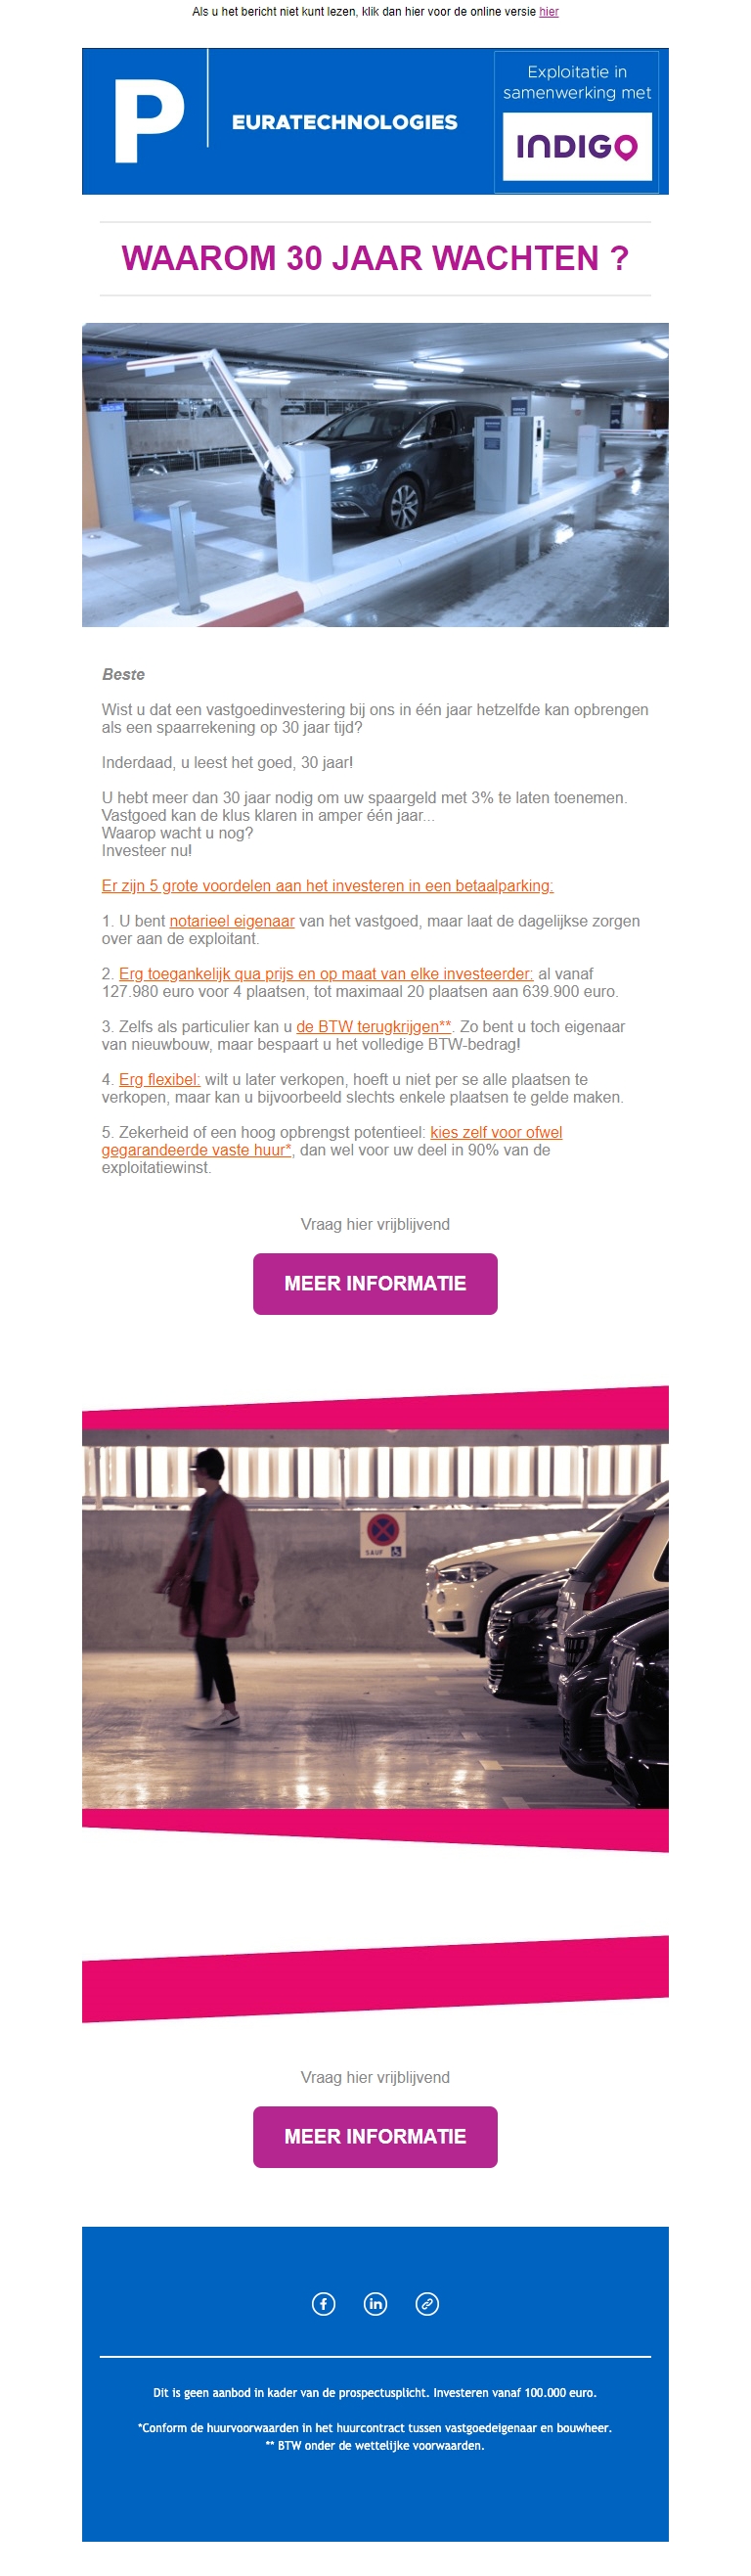 Als u het bericht niet kunt lezen, klik dan hier voor de online versie hier
P
EURATECHNOLOGIES
Exploitatie in
samenwerking met
INDIGO
WAAROM 30 JAAR WACHTEN ?
Beste
Wist u dat een vastgoedinvestering bij ons in één jaar hetzelfde kan opbrengen
als een spaarrekening op 30 jaar tijd?
Inderdaad, u leest het goed, 30 jaar!
U hebt meer dan 30 jaar nodig om uw spaargeld met 3% te laten toenemen.
Vastgoed kan de klus klaren in amper één jaar...
Waarop wacht u nog?
Investeer nu!
Er zijn 5 grote voordelen aan het investeren in een betaalparking:
1. U bent notarieel eigenaar van het vastgoed, maar laat de dagelijkse zorgen
over aan de exploitant.
2. Erg toegankelijk qua prijs en op maat van elke investeerder: al vanaf
127.980 euro voor 4 plaatsen, tot maximaal 20 plaatsen aan 639.900 euro.
3. Zelfs als particulier kan u de BTW terugkrijgen**. Zo bent u toch eigenaar
van nieuwbouw, maar bespaart u het volledige BTW-bedrag!
4. Erg flexibel: wilt u later verkopen, hoeft u niet per se alle plaatsen te
verkopen, maar kan u bijvoorbeeld slechts enkele plaatsen te gelde maken.
5. Zekerheid of een hoog opbrengst potentieel: kies zelf voor ofwel
gegarandeerde vaste huur*, dan wel voor uw deel in 90% van de
exploitatiewinst.
Vraag hier vrijblijvend
MEER INFORMATIE
SAUF
Vraag hier vrijblijvend
MEER INFORMATIE
Dit is geen aanbod in kader van de prospectusplicht. Investeren vanaf 100.000 euro.
*Conform de huurvoorwaarden in het huurcontract tussen vastgoedeigenaar en bouwheer.
** BTW onder de wettelijke voorwaarden.